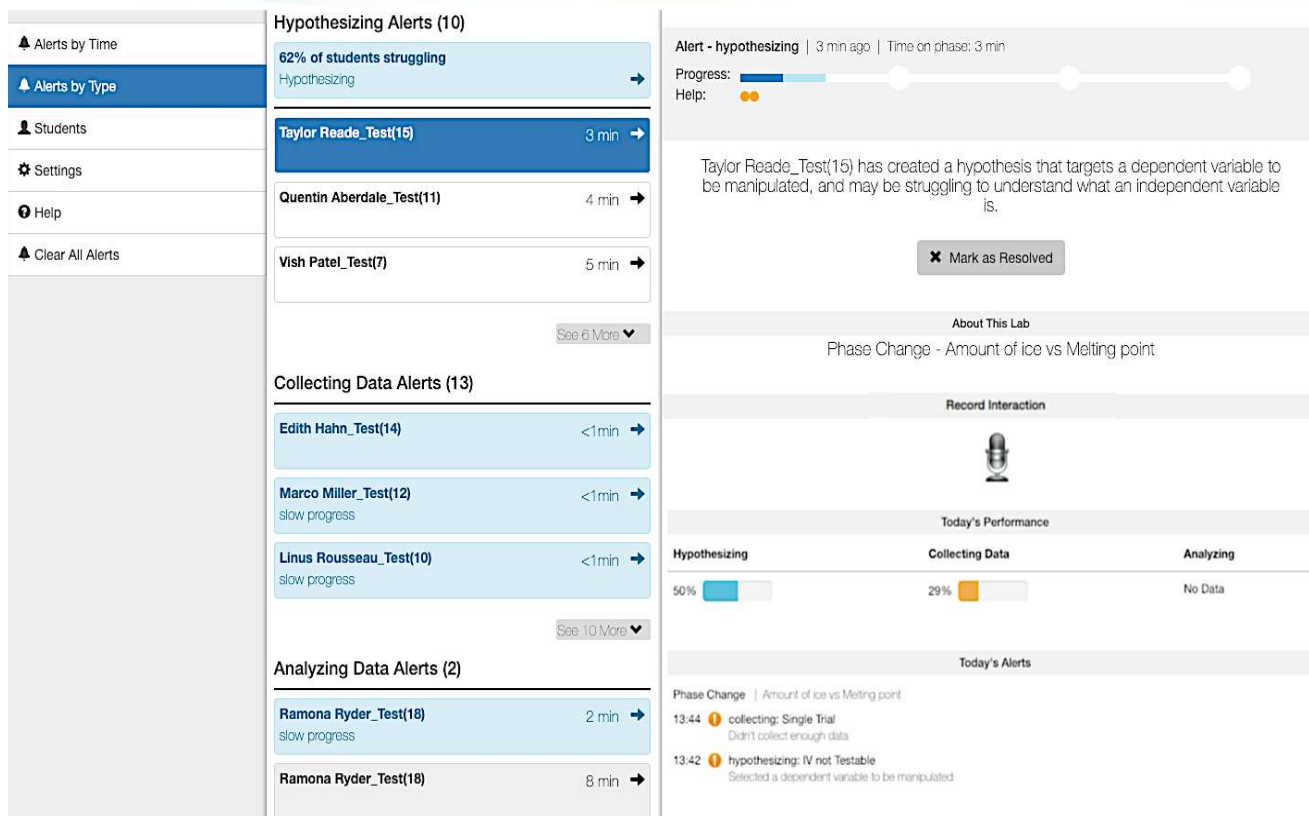 Alerts by Time
Alerts by Type
Students
Settings
Help
Clear All Alerts
Hypothesizing Alerts (10)
62% of students struggling
Hypothesizing
Taylor Reade_Test(15) 3 min
Quentin Aberdale_Test(11) 4 min
Vish Patel_Test(7) 5 min
See 6 More
Collecting Data Alerts (13)
Edith Hahn_Test(14) <1min
Marco Miller_Test(12) <1min
slow progress
Linus Rousseau_Test(10) <1min
slow progress
See 10 More
Analyzing Data Alerts (2)
Ramona Ryder_Test(18) 2 min
slow progress
Ramona Ryder_Test(18) 8 min
Alert - hypothesizing | 3 min ago | Time on phase: 3 min
Progress:
Help:
Taylor Reade_Test(15) has created a hypothesis that targets a dependent variable to
be manipulated, and may be struggling to understand what an independent variable
is.
Mark as Resolved
About This Lab
Phase Change - Amount of ice vs Melting point
Record Interaction
Today's Performance
Hypothesizing Collecting Data Analyzing
50% 29% No Data
Today's Alerts
Phase Change | Amount of ice vs Melting point
13:44 collecting: Single Trial
Didn't collect enough data
13:42 hypothesizing: IV not Testable
Selected a dependent variable to be manipulated